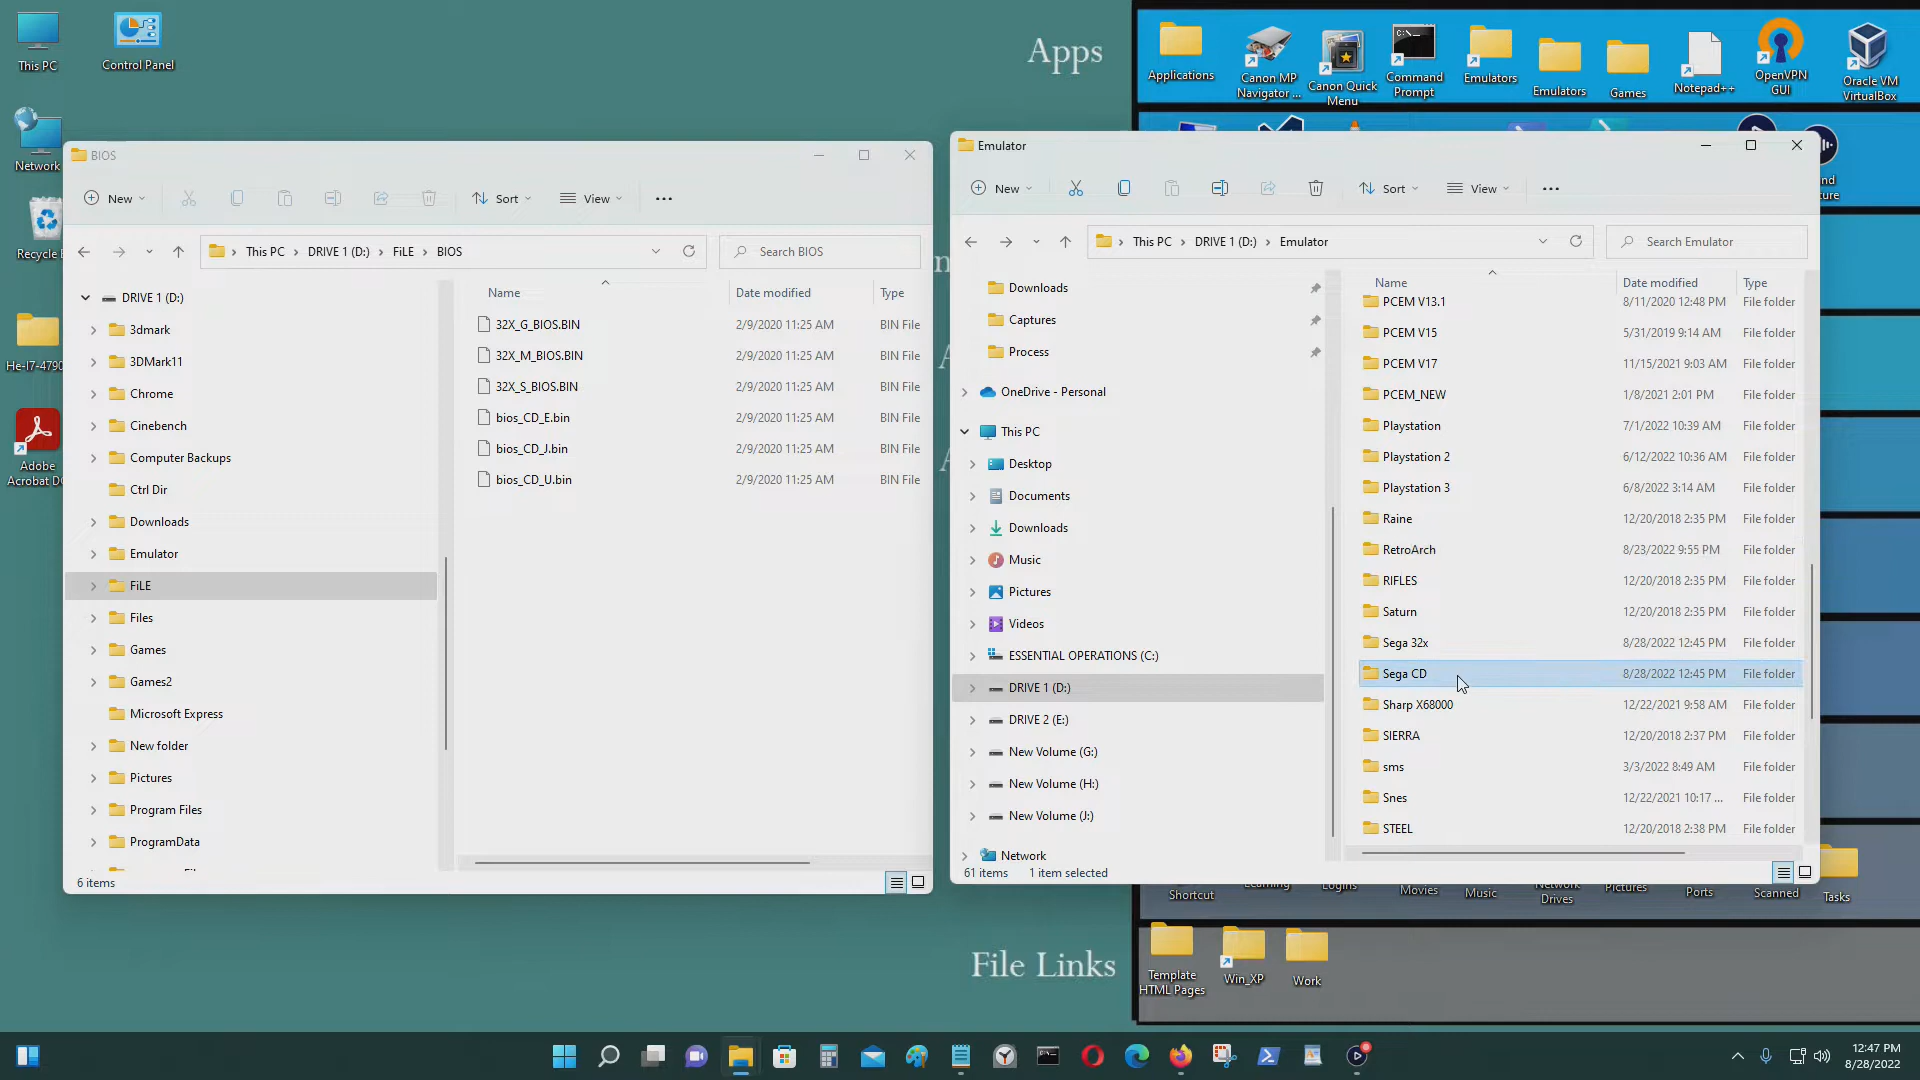 This PC
Control Panel
Network
Recycle
He-I7-4790
Adobe
Acrobat D
Apps
Applications
Canon MP
Navigator ...
Canon Quick
Menu
Command
Prompt
Emulators
Emulators
Games
Notepad++
OpenVPN
GUI
Oracle VM
VirtualBox
BIOS
New
Sort
View
This PC
DRIVE 1 (D:)
FiLE
BIOS
Search BIOS
DRIVE 1 (D:)
3dmark
3DMark11
Chrome
Cinebench
Computer Backups
Ctrl Dir
Downloads
Emulator
FiLE
Files
Games
Games2
Microsoft Express
New folder
Pictures
Program Files
ProgramData
Name Date modified Type
32X_G_BIOS.BIN 2/9/2020 11:25 AM BIN File
32X_M_BIOS.BIN 2/9/2020 11:25 AM BIN File
32X_S_BIOS.BIN 2/9/2020 11:25 AM BIN File
bios_CD_E.bin 2/9/2020 11:25 AM BIN File
bios_CD_J.bin 2/9/2020 11:25 AM BIN File
bios_CD_U.bin 2/9/2020 11:25 AM BIN File
6 items
Emulator
New
Sort
View
This PC
DRIVE 1 (D:)
Emulator
Search Emulator
Downloads
Captures
Process
OneDrive - Personal
This PC
Desktop
Documents
Downloads
Music
Pictures
Videos
ESSENTIAL OPERATIONS (C:)
DRIVE 1 (D:)
DRIVE 2 (E:)
New Volume (G:)
New Volume (H:)
New Volume (J:)
Network
Name Date modified Type
PCEM V13.1 8/11/2020 12:48 PM File folder
PCEM V15 5/31/2019 9:14 AM File folder
PCEM V17 11/15/2021 9:03 AM File folder
PCEM_NEW 1/8/2021 2:01 PM File folder
Playstation 7/1/2022 10:39 AM File folder
Playstation 2 6/12/2022 10:36 AM File folder
Playstation 3 6/8/2022 3:14 AM File folder
Raine 12/20/2018 2:35 PM File folder
RetroArch 8/23/2022 9:55 PM File folder
RIFLES 12/20/2018 2:35 PM File folder
Saturn 12/20/2018 2:35 PM File folder
Sega 32x 8/28/2022 12:45 PM File folder
Sega CD 8/28/2022 12:45 PM File folder
Sharp X68000 12/22/2021 9:58 AM File folder
SIERRA 12/20/2018 2:37 PM File folder
sms 3/3/2022 8:49 AM File folder
Snes 12/22/2021 10:17 ... File folder
STEEL 12/20/2018 2:38 PM File folder
61 items 1 item selected
Shortcut
Learning
Logins
Movies
Music
Network
Drives
Pictures
Ports
Scanned
Tasks
File Links
Template
HTML Pages
Win_XP
Work
12:47 PM
8/28/2022